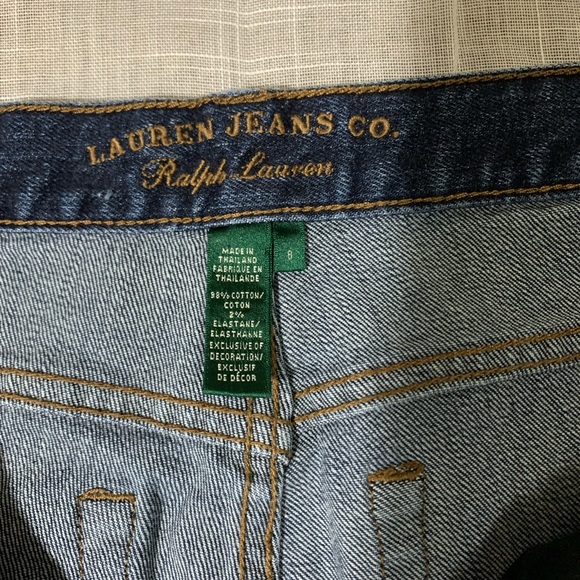 LAUREN JEANS CO.
Ralph Lauren
8
MADE IN
THAILAND
FABRIQUE EN
THAILANDE
98% COTTON/
COTON
2%
ELASTANE/
ELASTHANNE
EXCLUSIVE OF
DECORATION/
EXCLUSIF
DE DÉCOR